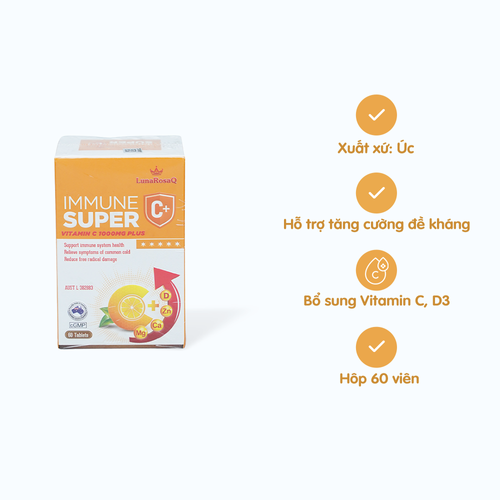 LunaRosaQ
IMMUNE
SUPER
C+
VITAMIN C 1000MG PLUS
Support immune system health
Relieve symptoms of common cold
Reduce free radical damage
D
Zn
Ca
Mg
GMP
60 Tablets
Xuất xứ: Úc
Hỗ trợ tăng cường đề kháng
C
Bổ sung Vitamin C, D3
Hôp 60 viên